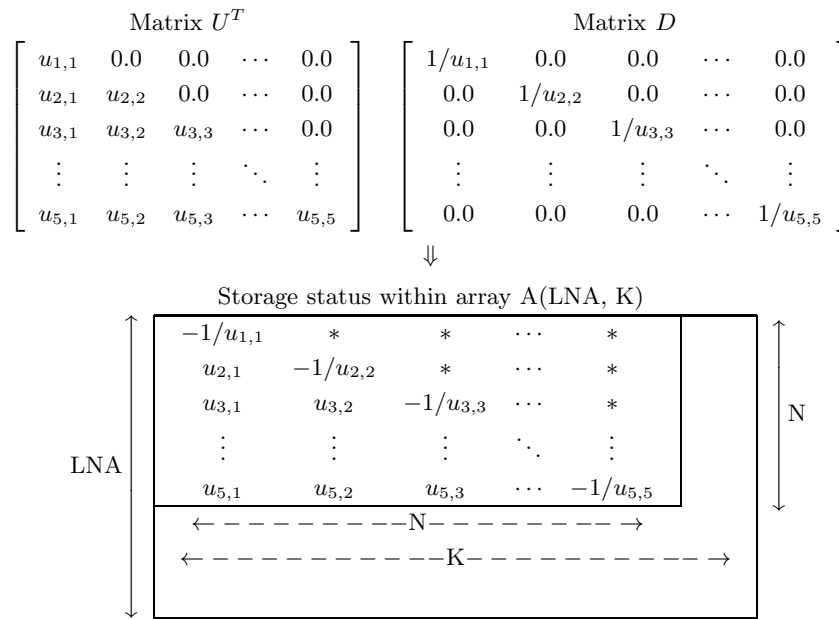 Matrix U^T Matrix D
u_{1,1} 0.0 0.0 ⋯ 0.0 1/u_{1,1} 0.0 0.0 ⋯ 0.0
u_{2,1} u_{2,2} 0.0 ⋯ 0.0 0.0 1/u_{2,2} 0.0 ⋯ 0.0
u_{3,1} u_{3,2} u_{3,3} ⋯ 0.0 0.0 0.0 1/u_{3,3} ⋯ 0.0
⋮ ⋮ ⋮ ⋱ ⋮ ⋮ ⋮ ⋮ ⋱ ⋮
u_{5,1} u_{5,2} u_{5,3} ⋯ u_{5,5} 0.0 0.0 0.0 ⋯ 1/u_{5,5}
⇓
Storage status within array A(LNA, K)
−1/u_{1,1} * * ⋯ *
u_{2,1} −1/u_{2,2} * ⋯ *
u_{3,1} u_{3,2} −1/u_{3,3} ⋯ *
N
⋮ ⋮ ⋮ ⋱ ⋮
LNA
u_{5,1} u_{5,2} u_{5,3} ⋯ −1/u_{5,5}
N
K